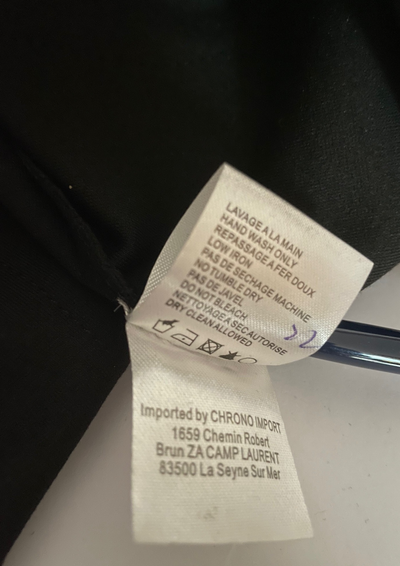 LAVAGE A LA MAIN
HAND WASH ONLY
REPASSAGE A FER DOUX
LOW IRON
PAS DE SECHAGE MACHINE
NO TUMBLE DRY
PAS DE JAVEL
DO NOT BLEACH
NETTOYAGE A SEC AUTORISE
DRY CLEAN ALLOWED
22
Imported by CHRONO IMPORT
1659 Chemin Robert
Brun ZA CAMP LAURENT
83500 La Seyne Sur Mer